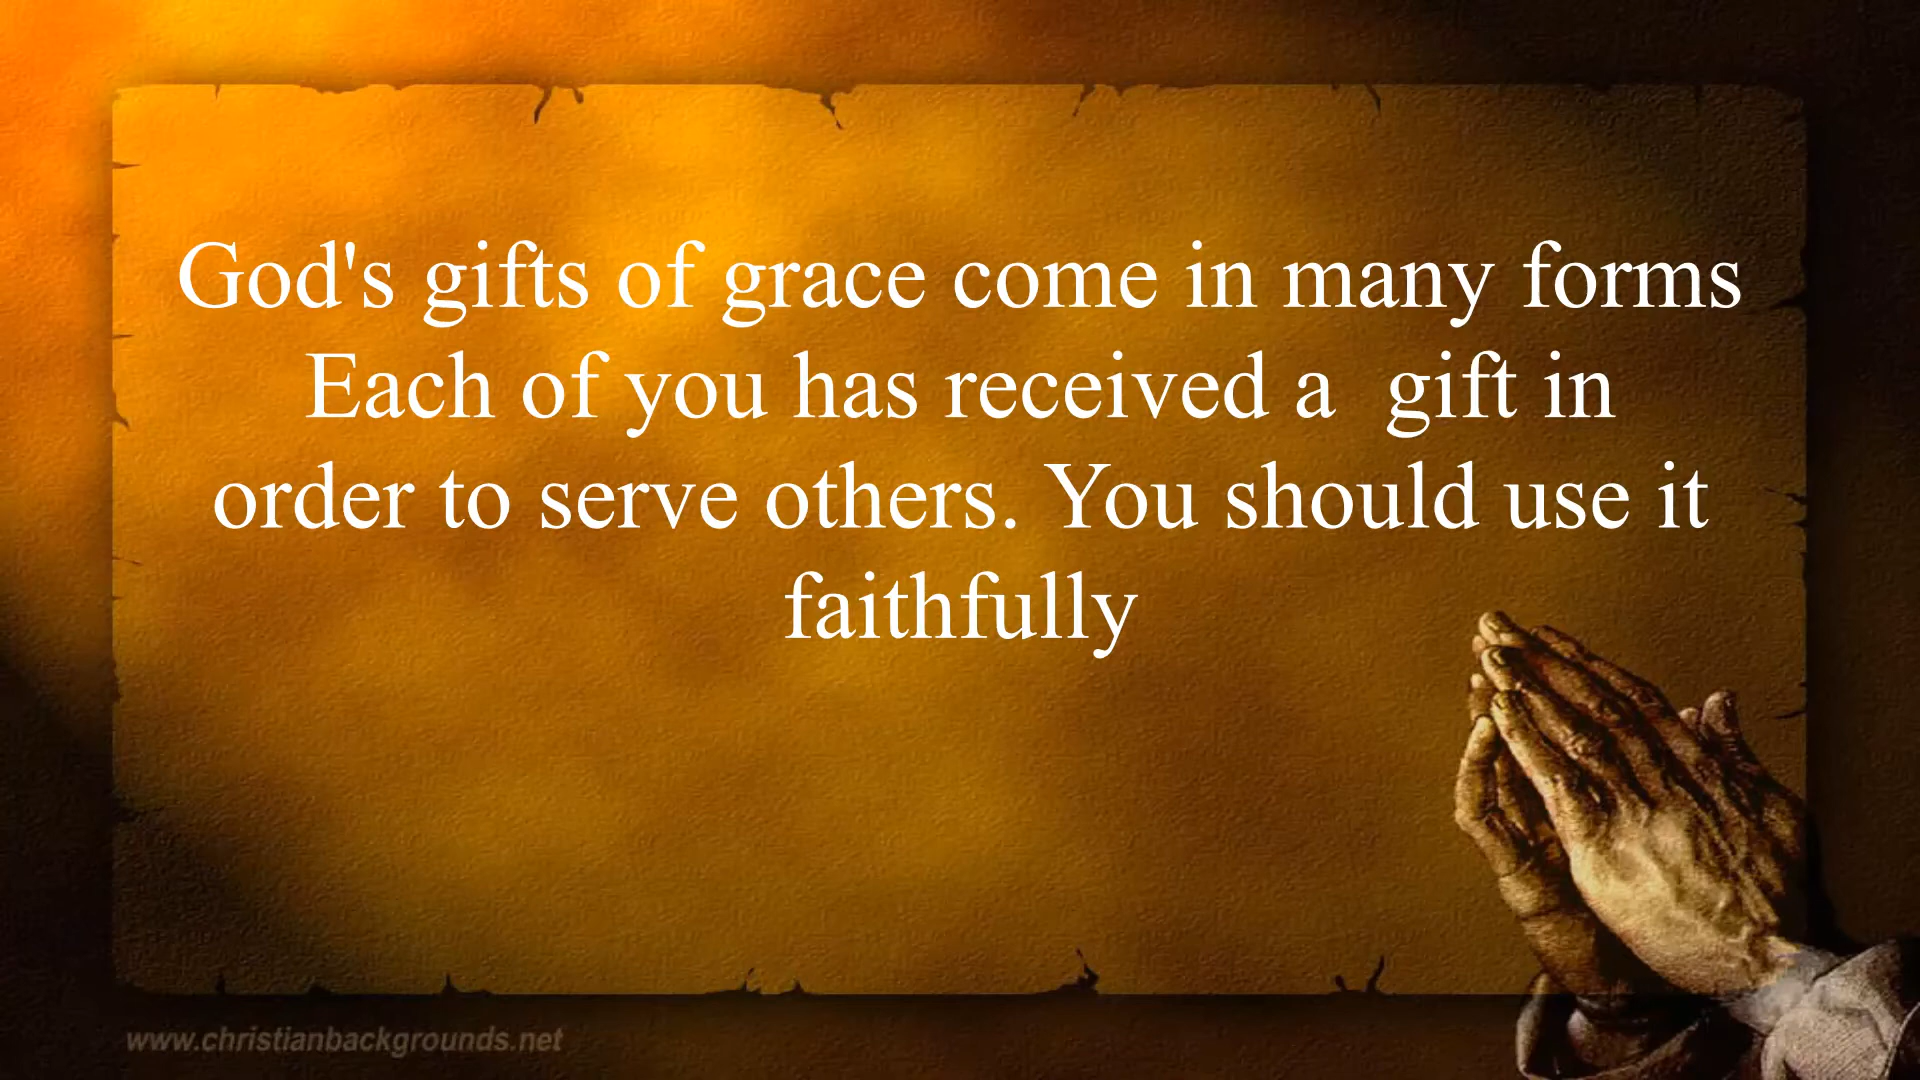 God's gifts of grace come in many forms
Each of you has received a  gift in
order to serve others. You should use it
faithfully
www.christianbackgrounds.net